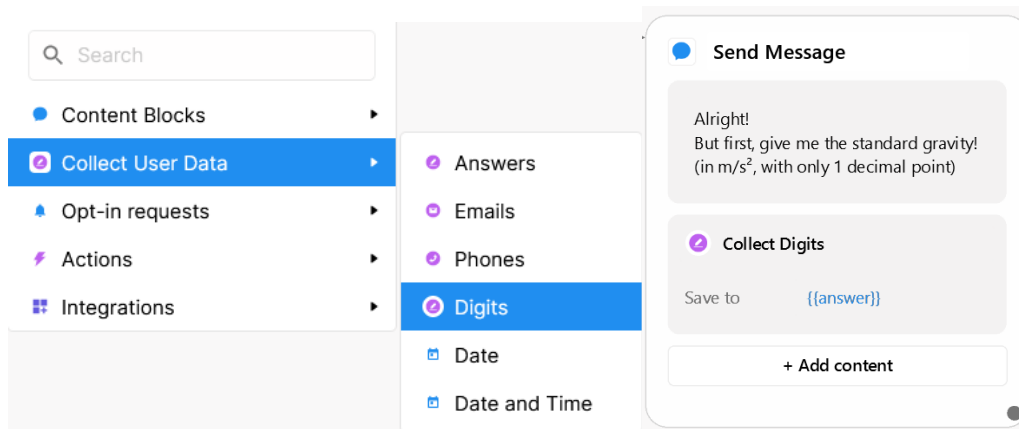 Search
Content Blocks
Collect User Data
Opt-in requests
Actions
Integrations
Answers
Emails
Phones
Digits
Date
Date and Time
Send Message
Alright!
But first, give me the standard gravity!
(in m/s², with only 1 decimal point)
Collect Digits
Save to {{answer}}
+ Add content